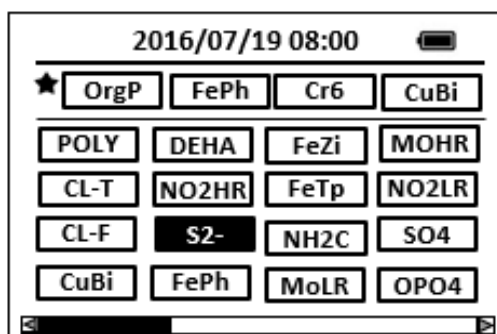 2016/07/19 08:00
OrgP FePh Cr6 CuBi
POLY DEHA FeZi MOHR
CL-T NO2HR FeTp NO2LR
CL-F S2- NH2C SO4
CuBi FePh MoLR OPO4